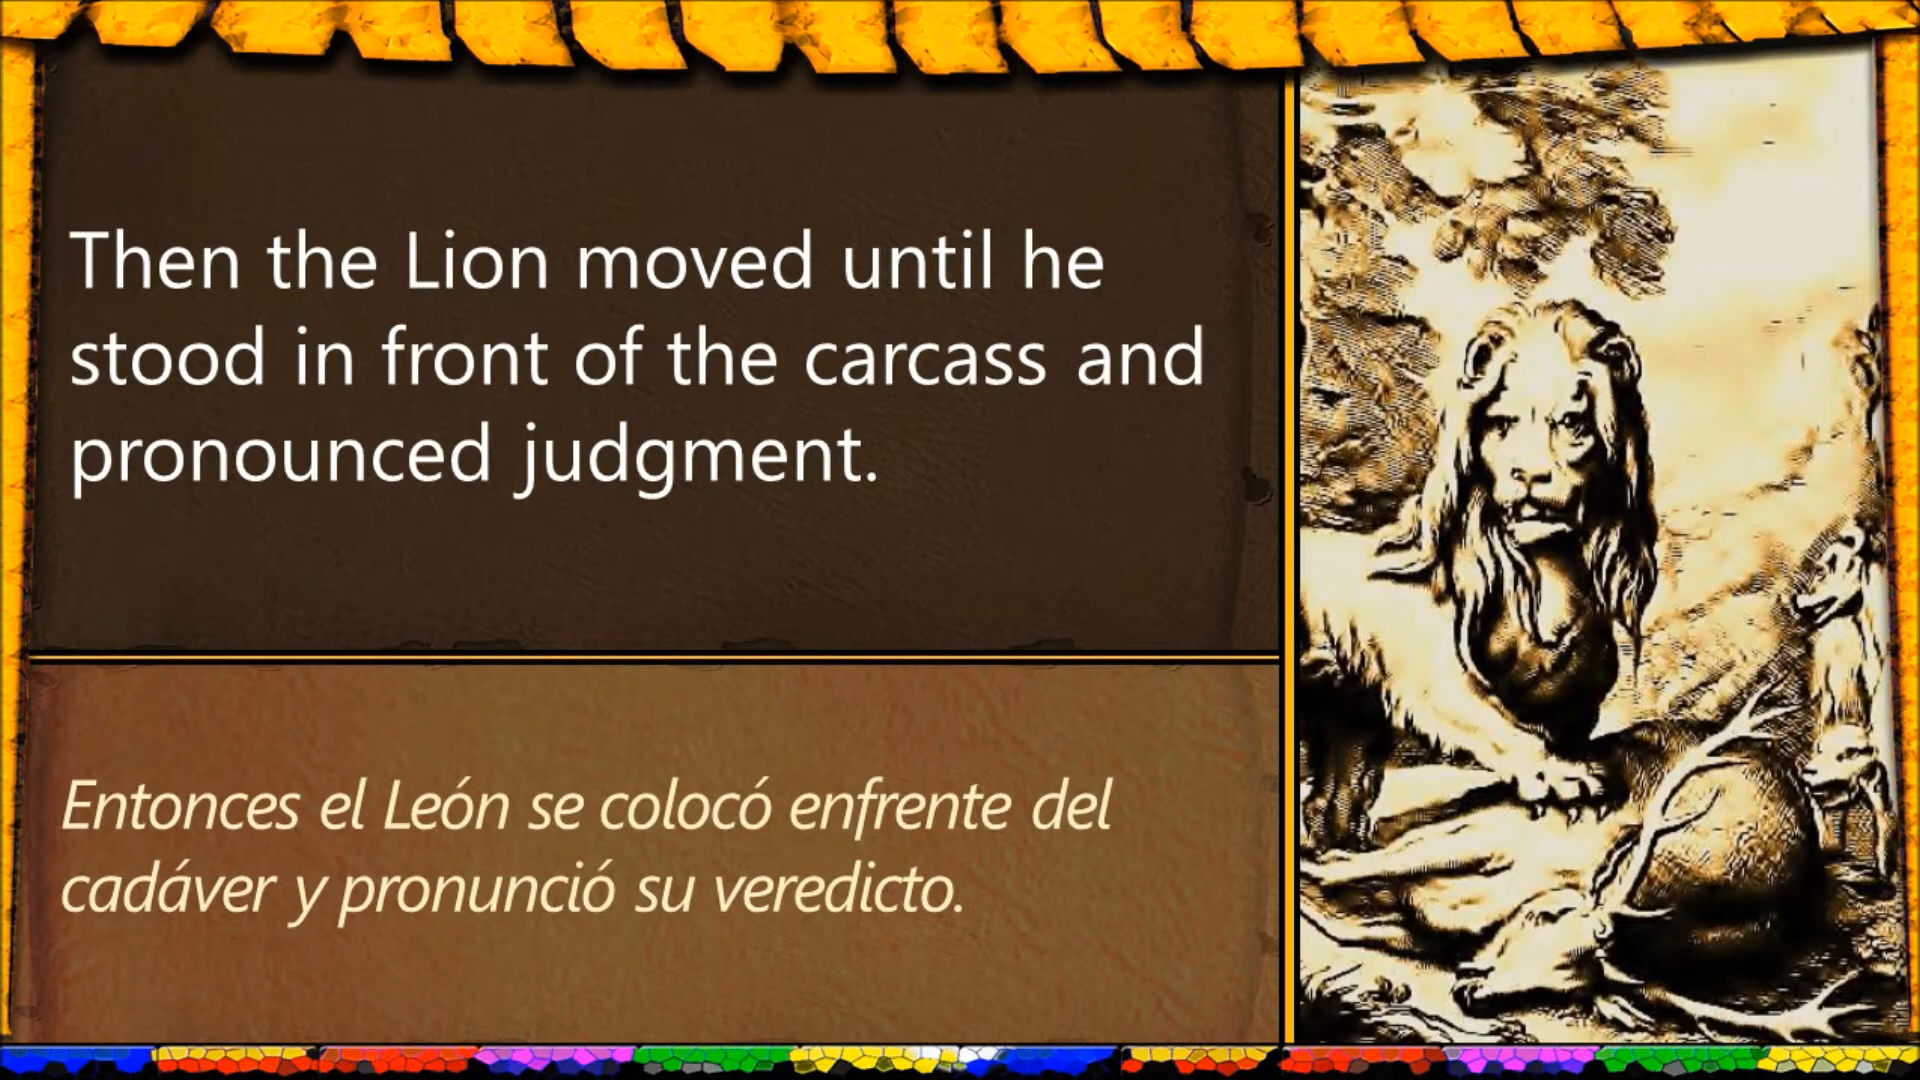 Then the Lion moved until he
stood in front of the carcass and
pronounced judgment.
Entonces el León se colocó enfrente del
cadáver y pronunció su veredicto.